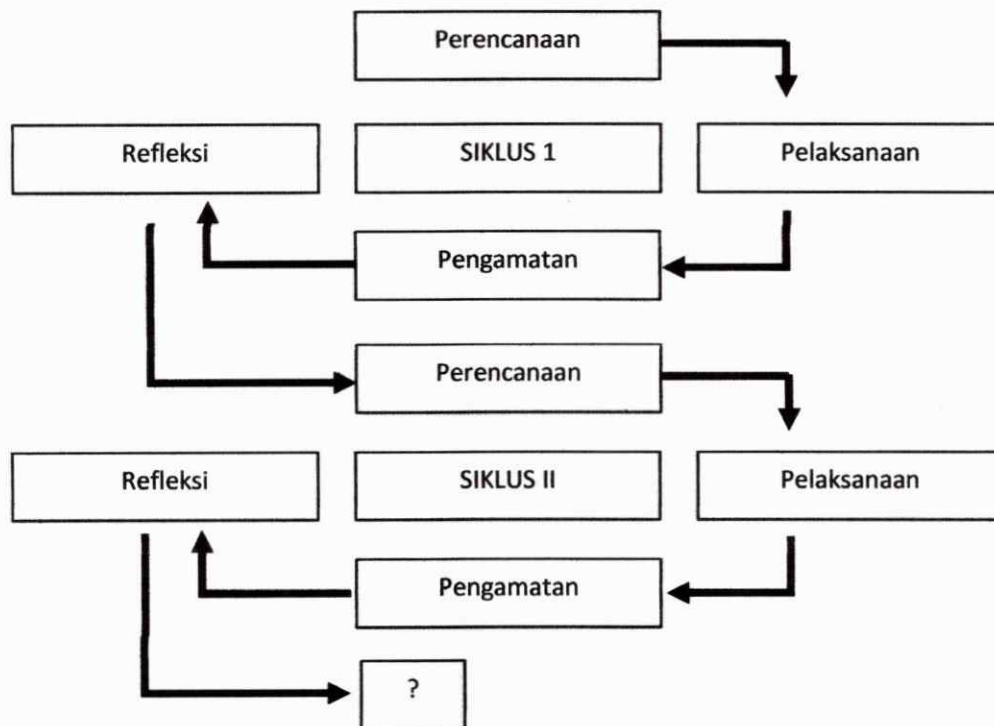 Perencanaan
Refleksi
SIKLUS 1
Pelaksanaan
Pengamatan
Perencanaan
Refleksi
SIKLUS II
Pelaksanaan
Pengamatan
?